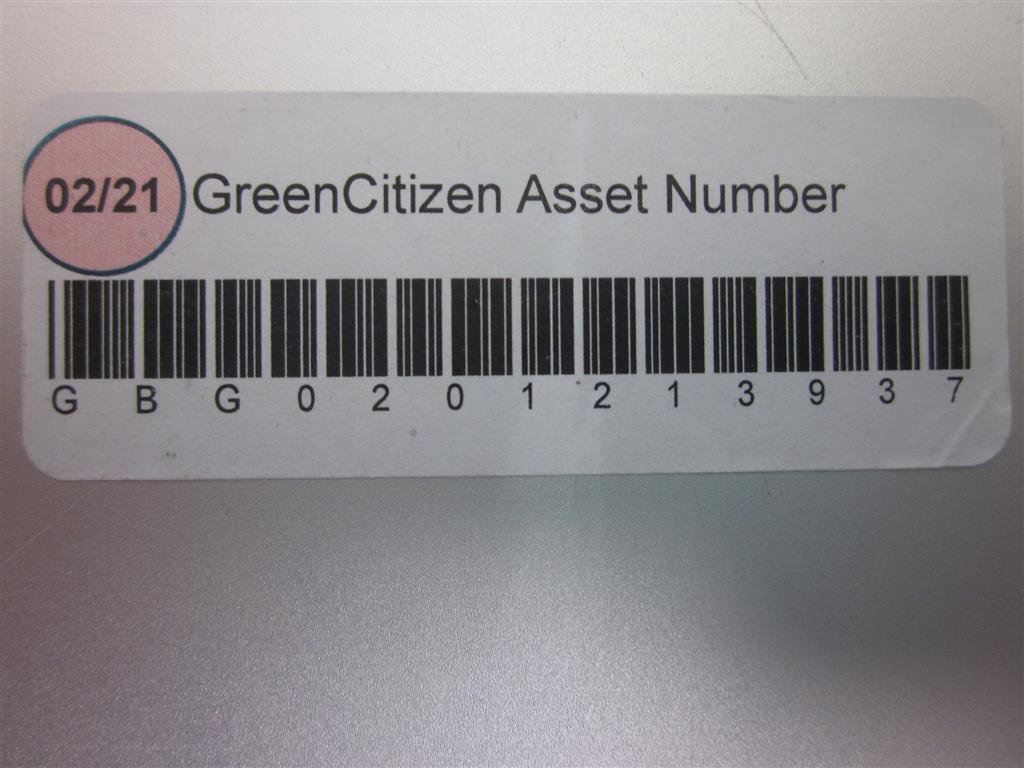 02/21 GreenCitizen Asset Number
G B G 0 2 0 1 2 1 3 9 3 7